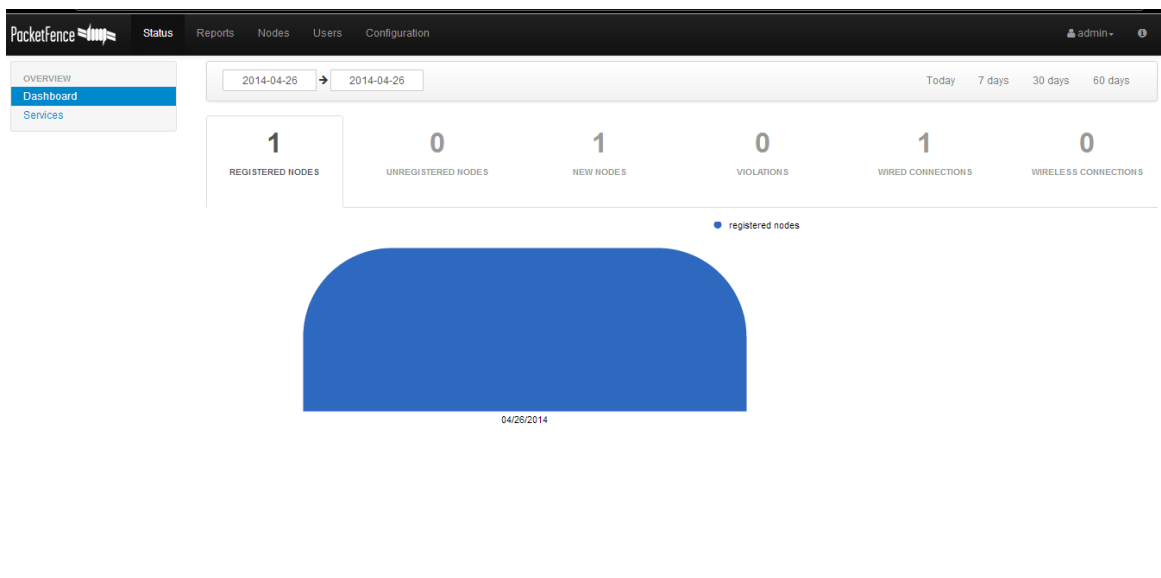 PacketFence Status Reports Nodes Users Configuration admin
OVERVIEW
Dashboard
Services
2014-04-26 2014-04-26 Today 7 days 30 days 60 days
1 0 1 0 1 0
REGISTERED NODES UNREGISTERED NODES NEW NODES VIOLATIONS WIRED CONNECTIONS WIRELESS CONNECTIONS
registered nodes
04/26/2014